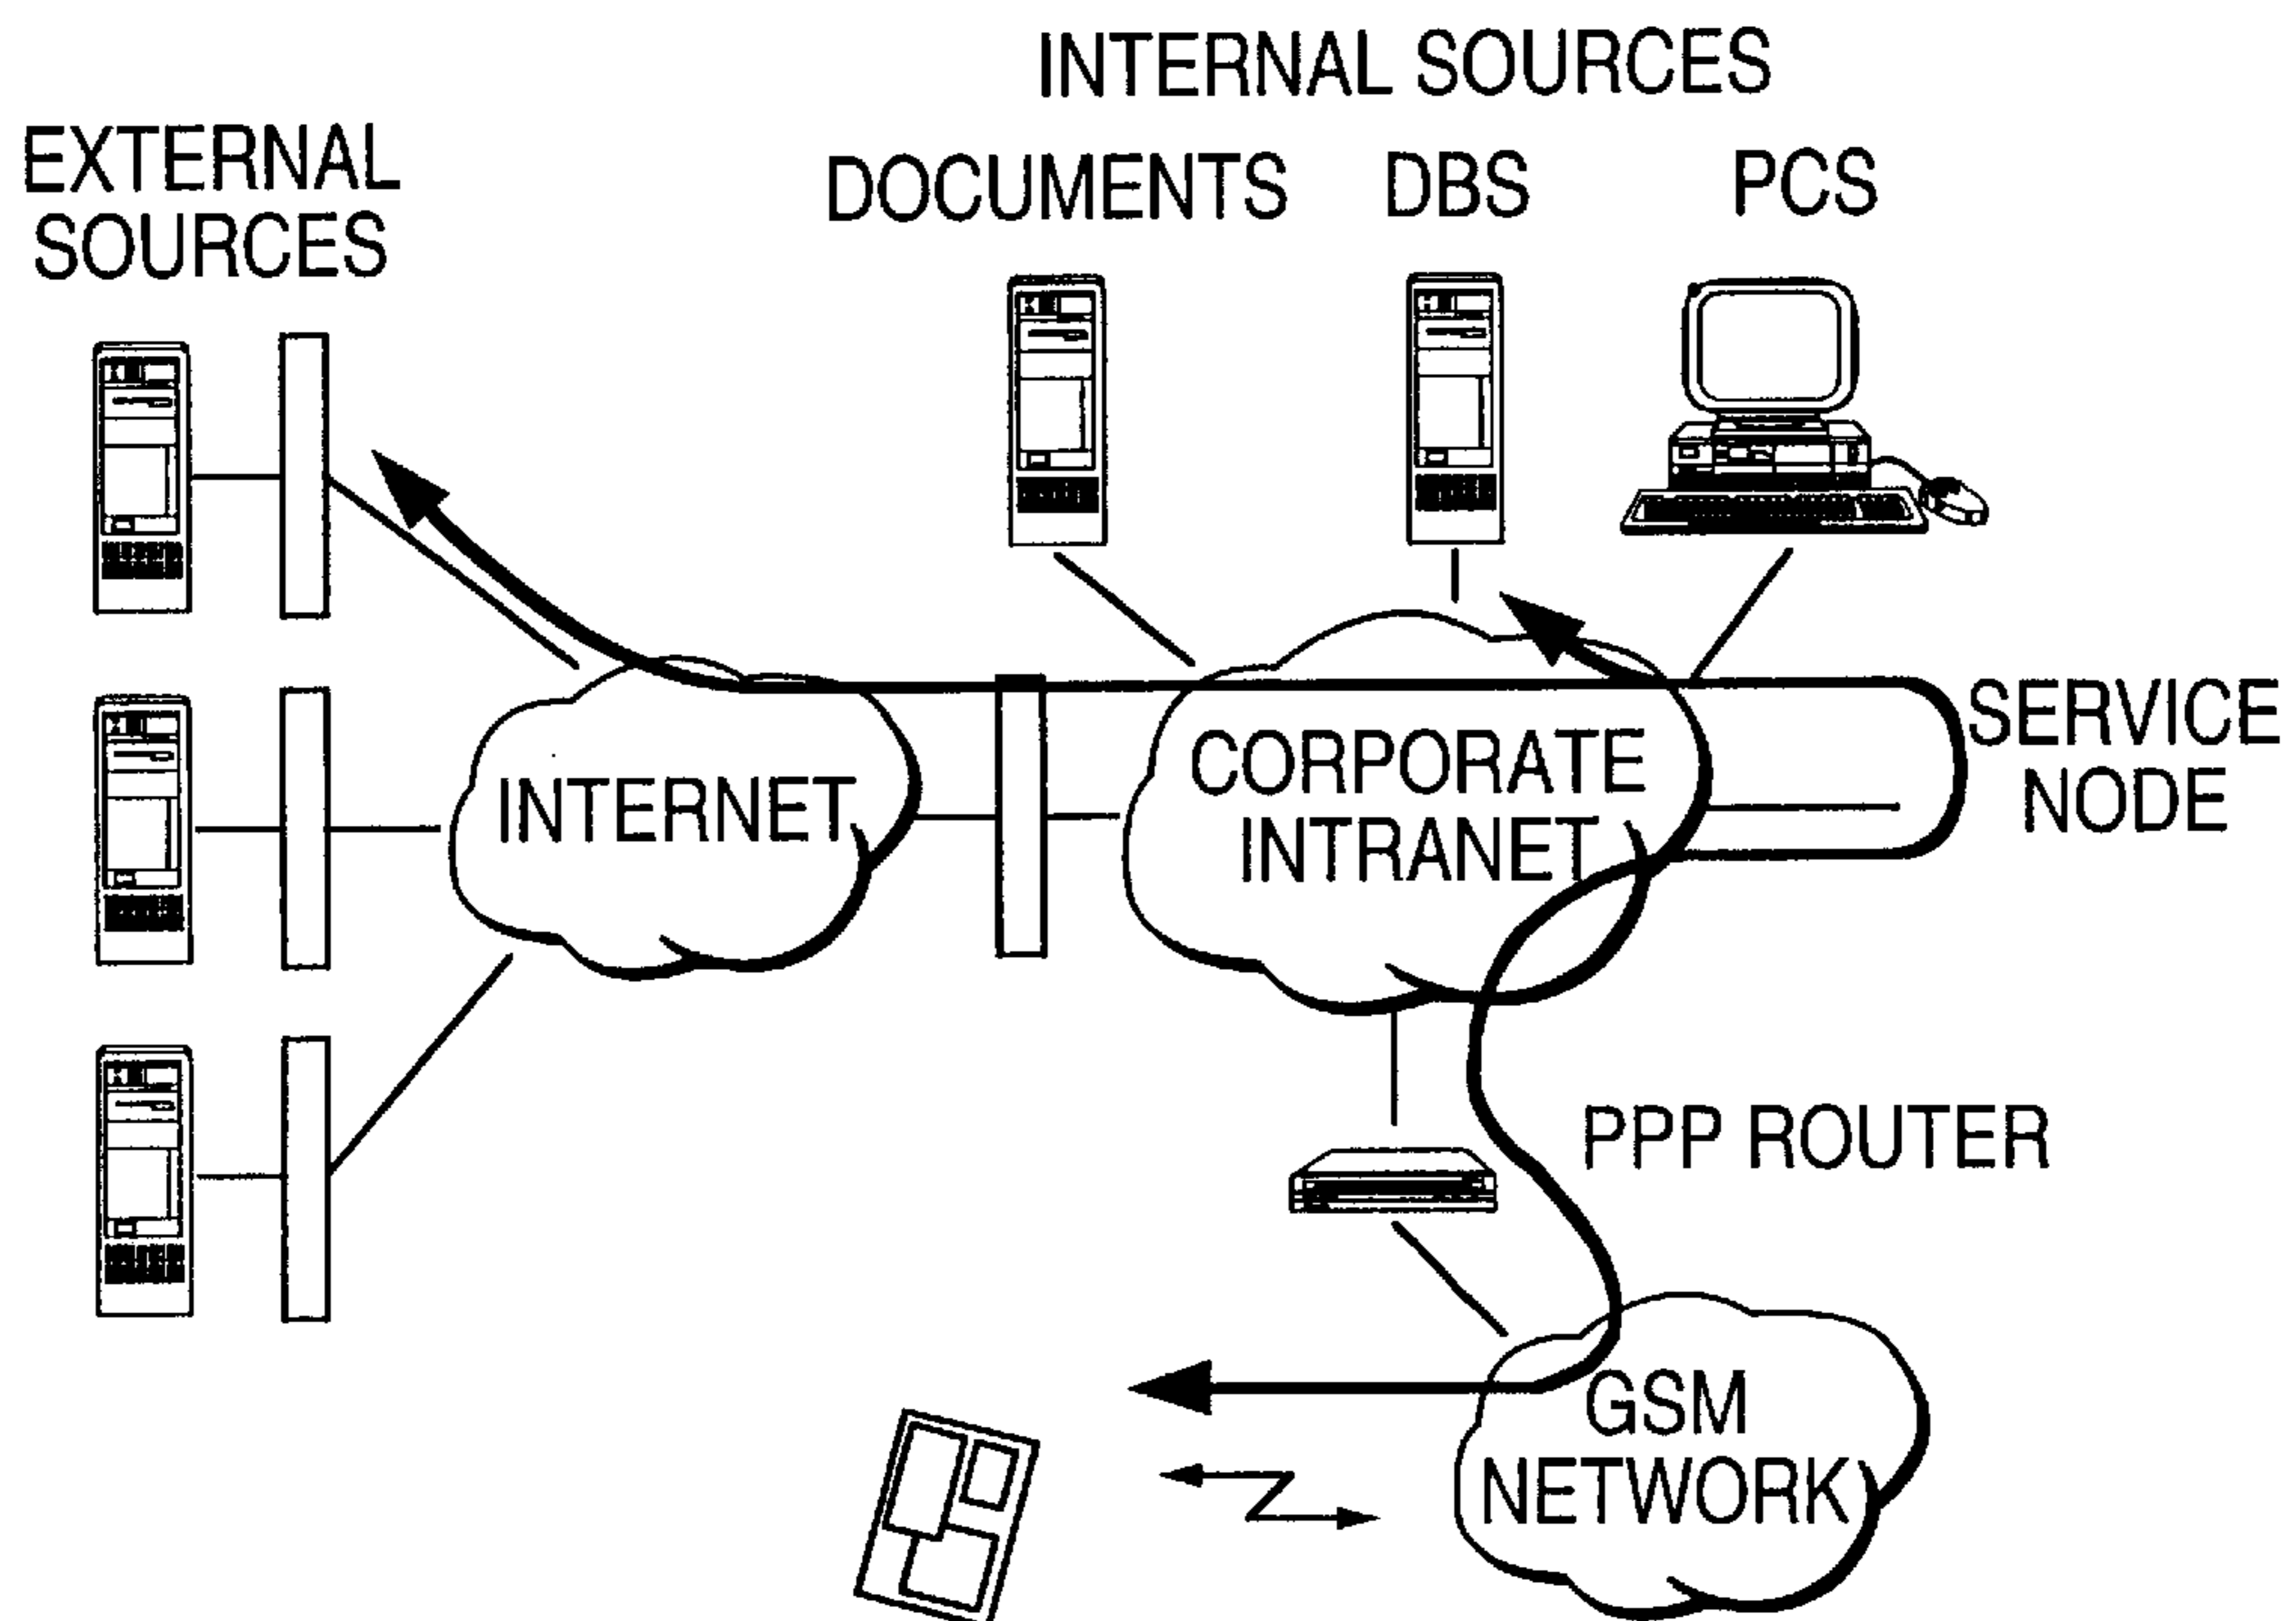 INTERNAL SOURCES
EXTERNAL
SOURCES
DOCUMENTS
DBS
PCS
INTERNET
CORPORATE
INTRANET
SERVICE
NODE
PPP ROUTER
GSM
NETWORK